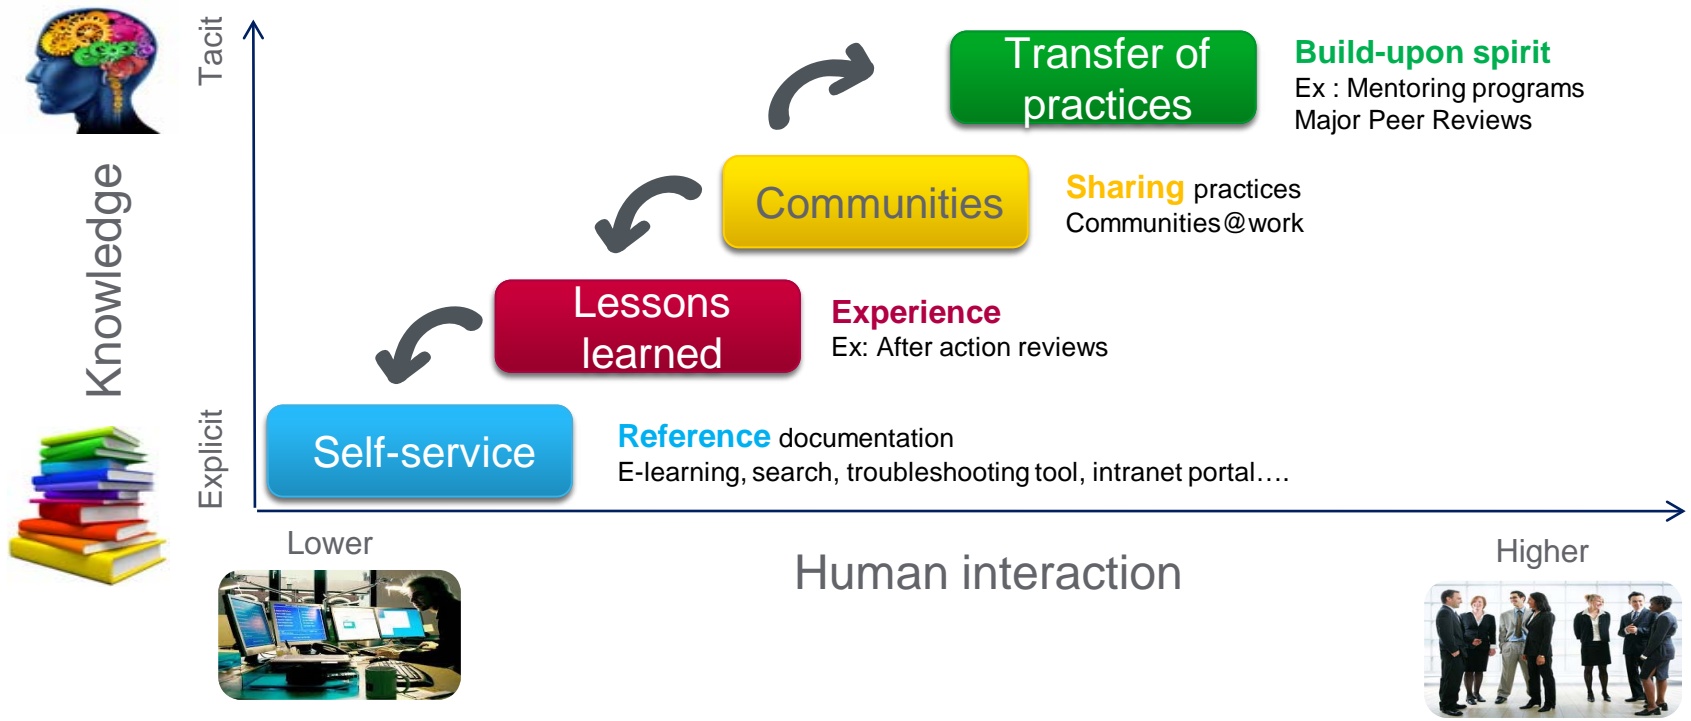 Tacit
Transfer of
practices
Build-upon spirit
Ex : Mentoring programs
Major Peer Reviews
Communities
Sharing practices
Communities@work
Knowledge
Lessons
learned
Experience
Ex: After action reviews
Explicit
Self-service
Reference documentation
E-learning, search, troubleshooting tool, intranet portal….
Lower
Human interaction
Higher